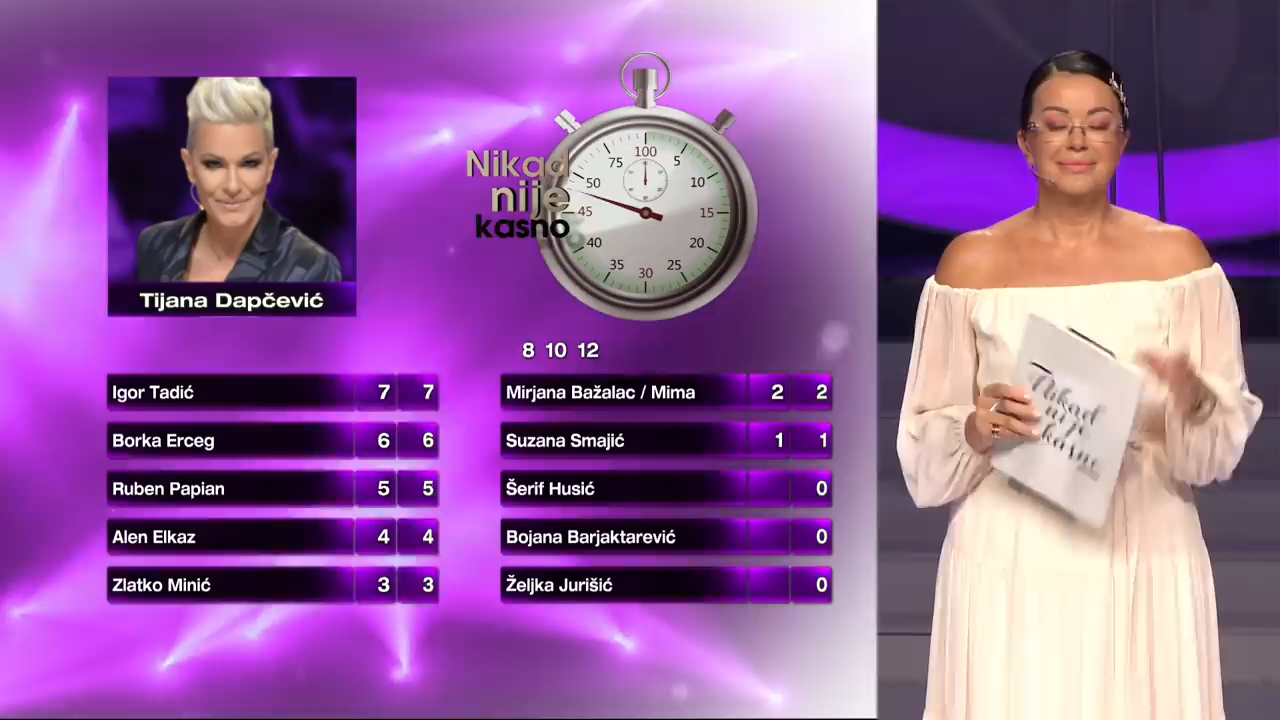 Tijana Dapčević
Nikad
nije
kasno
100
75
5
50
10
45
15
40
20
35
25
30
8 10 12
Igor Tadić 7 7
Borka Erceg 6 6
Ruben Papian 5 5
Alen Elkaz 4 4
Zlatko Minić 3 3
Mirjana Bažalac / Mima 2 2
Suzana Smajić 1 1
Šerif Husić 0
Bojana Barjaktarević 0
Željka Jurišić 0
Nikad
nije
kasno